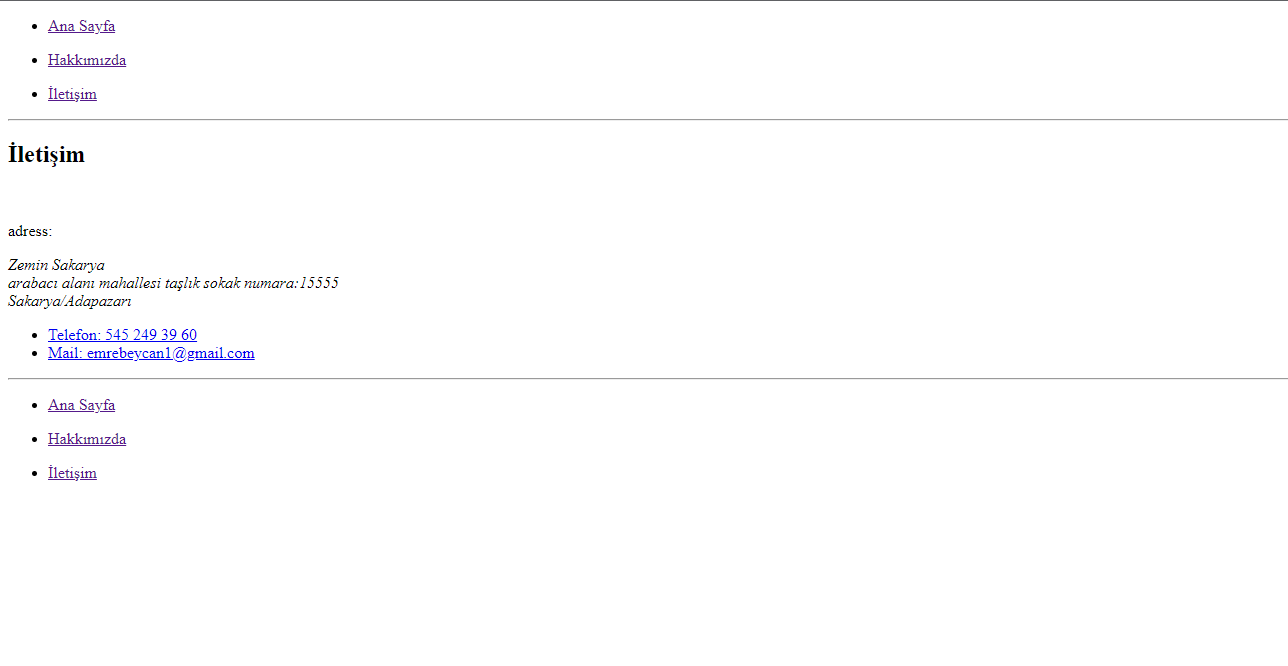 Ana Sayfa
Hakkımızda
İletişim
İletişim
adress:
Zemin Sakarya
arabacı alanı mahallesi taşlık sokak numara:15555
Sakarya/Adapazarı
Telefon: 545 249 39 60
Mail: emrebeycan1@gmail.com
Ana Sayfa
Hakkımızda
İletişim